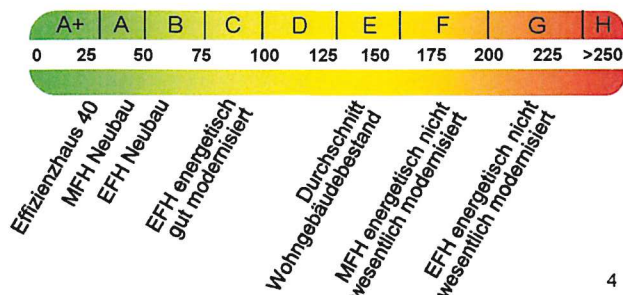 A+ A B C D E F G H
0 25 50 75 100 125 150 175 200 225 >250
Effizienzhaus 40
MFH Neubau
EFH Neubau
EFH energetisch
gut modernisiert
Durchschnitt
Wohngebäudebestand
MFH energetisch nicht
wesentlich modernisiert
EFH energetisch nicht
wesentlich modernisiert
4